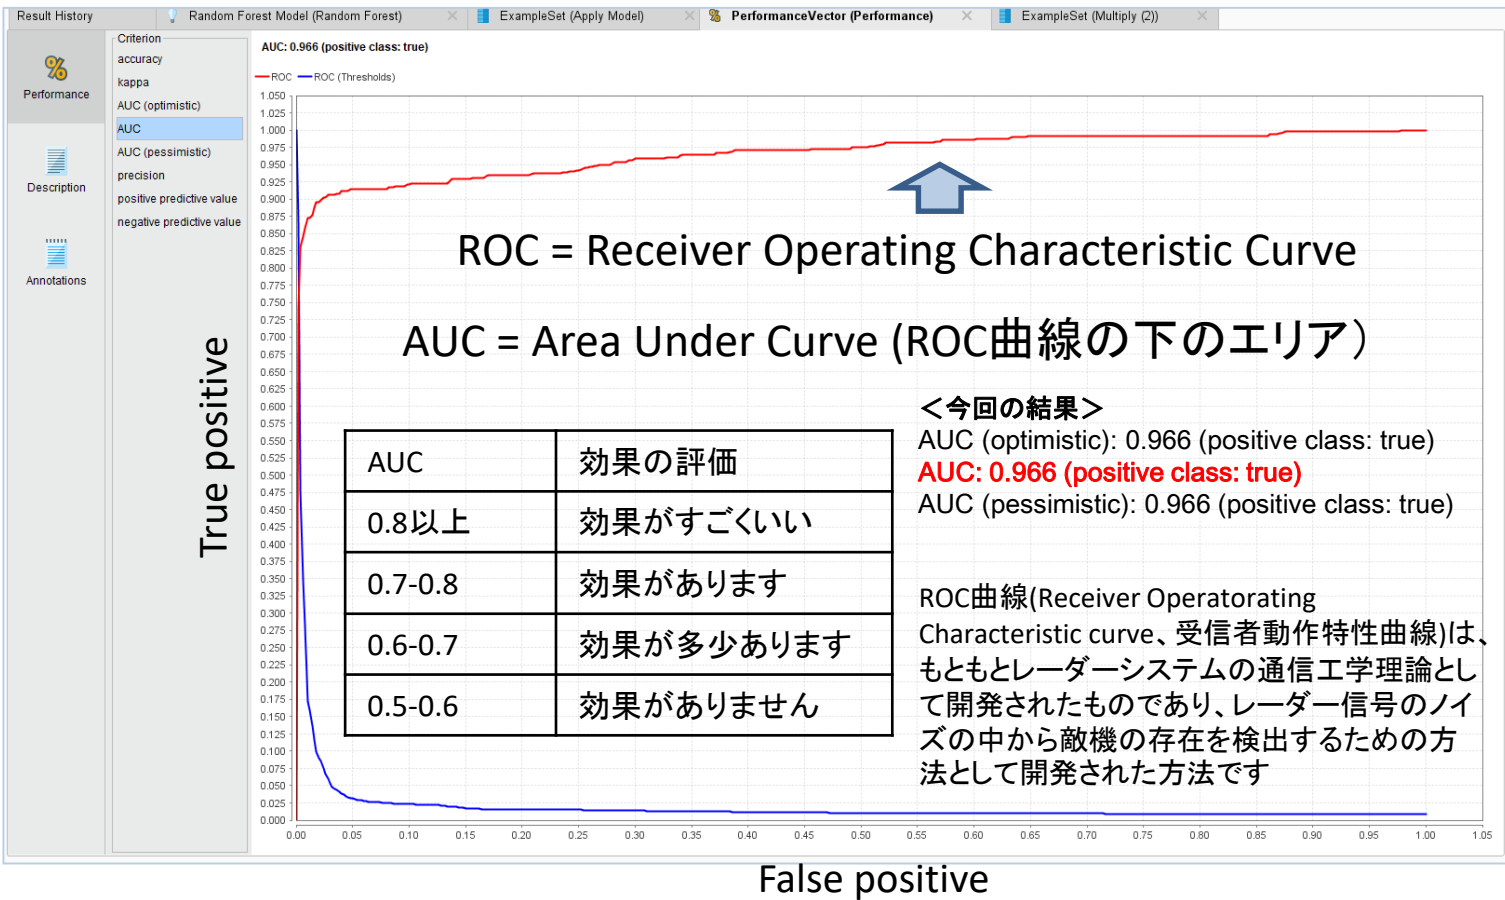 Result History
Random Forest Model (Random Forest)
ExampleSet (Apply Model)
% PerformanceVector (Performance)
ExampleSet (Multiply (2))
%
Performance
Description
Annotations
Criterion
accuracy
kappa
AUC (optimistic)
AUC
AUC (pessimistic)
precision
positive predictive value
negative predictive value
AUC: 0.966 (positive class: true)
ROC ROC (Thresholds)
1.050
1.025
1.000
0.975
0.950
0.925
0.900
0.875
0.850
0.825
0.800
0.775
0.750
0.725
0.700
0.675
0.650
0.625
0.600
0.575
0.550
0.525
0.500
0.475
0.450
0.425
0.400
0.375
0.350
0.325
0.300
0.275
0.250
0.225
0.200
0.175
0.150
0.125
0.100
0.075
0.050
0.025
0.000
0.00 0.05 0.10 0.15 0.20 0.25 0.30 0.35 0.40 0.45 0.50 0.55 0.60 0.65 0.70 0.75 0.80 0.85 0.90 0.95 1.00 1.05
True positive
False positive
ROC = Receiver Operating Characteristic Curve
AUC = Area Under Curve (ROC曲線の下のエリア）
AUC 効果の評価
0.8以上 効果がすごくいい
0.7-0.8 効果があります
0.6-0.7 効果が多少あります
0.5-0.6 効果がありません
＜今回の結果＞
AUC (optimistic): 0.966 (positive class: true)
AUC: 0.966 (positive class: true)
AUC (pessimistic): 0.966 (positive class: true)
ROC曲線(Receiver Operatorating
Characteristic curve、受信者動作特性曲線)は、
もともとレーダーシステムの通信工学理論とし
て開発されたものであり、レーダー信号のノイ
ズの中から敵機の存在を検出するための方
法として開発された方法です